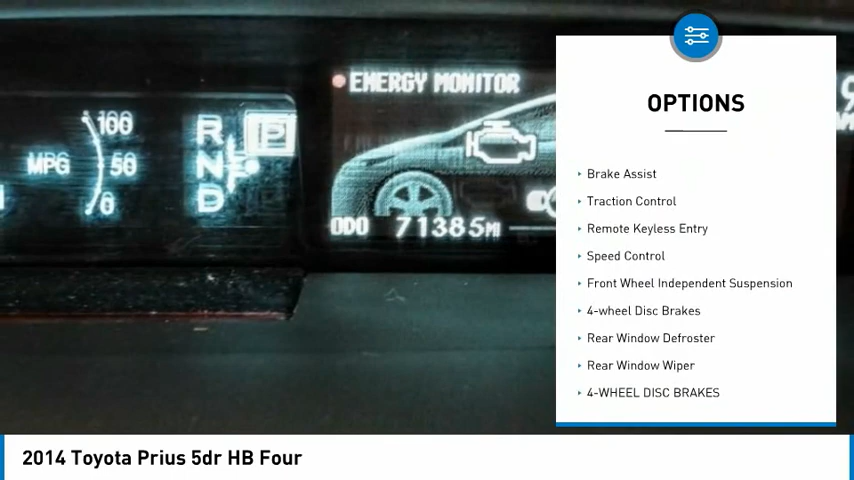 ENERGY MONITOR
100
MPG
50
0
R
N
D
P
ODO 71385MI
OPTIONS
Brake Assist
Traction Control
Remote Keyless Entry
Speed Control
Front Wheel Independent Suspension
4-wheel Disc Brakes
Rear Window Defroster
Rear Window Wiper
4-WHEEL DISC BRAKES
2014 Toyota Prius 5dr HB Four